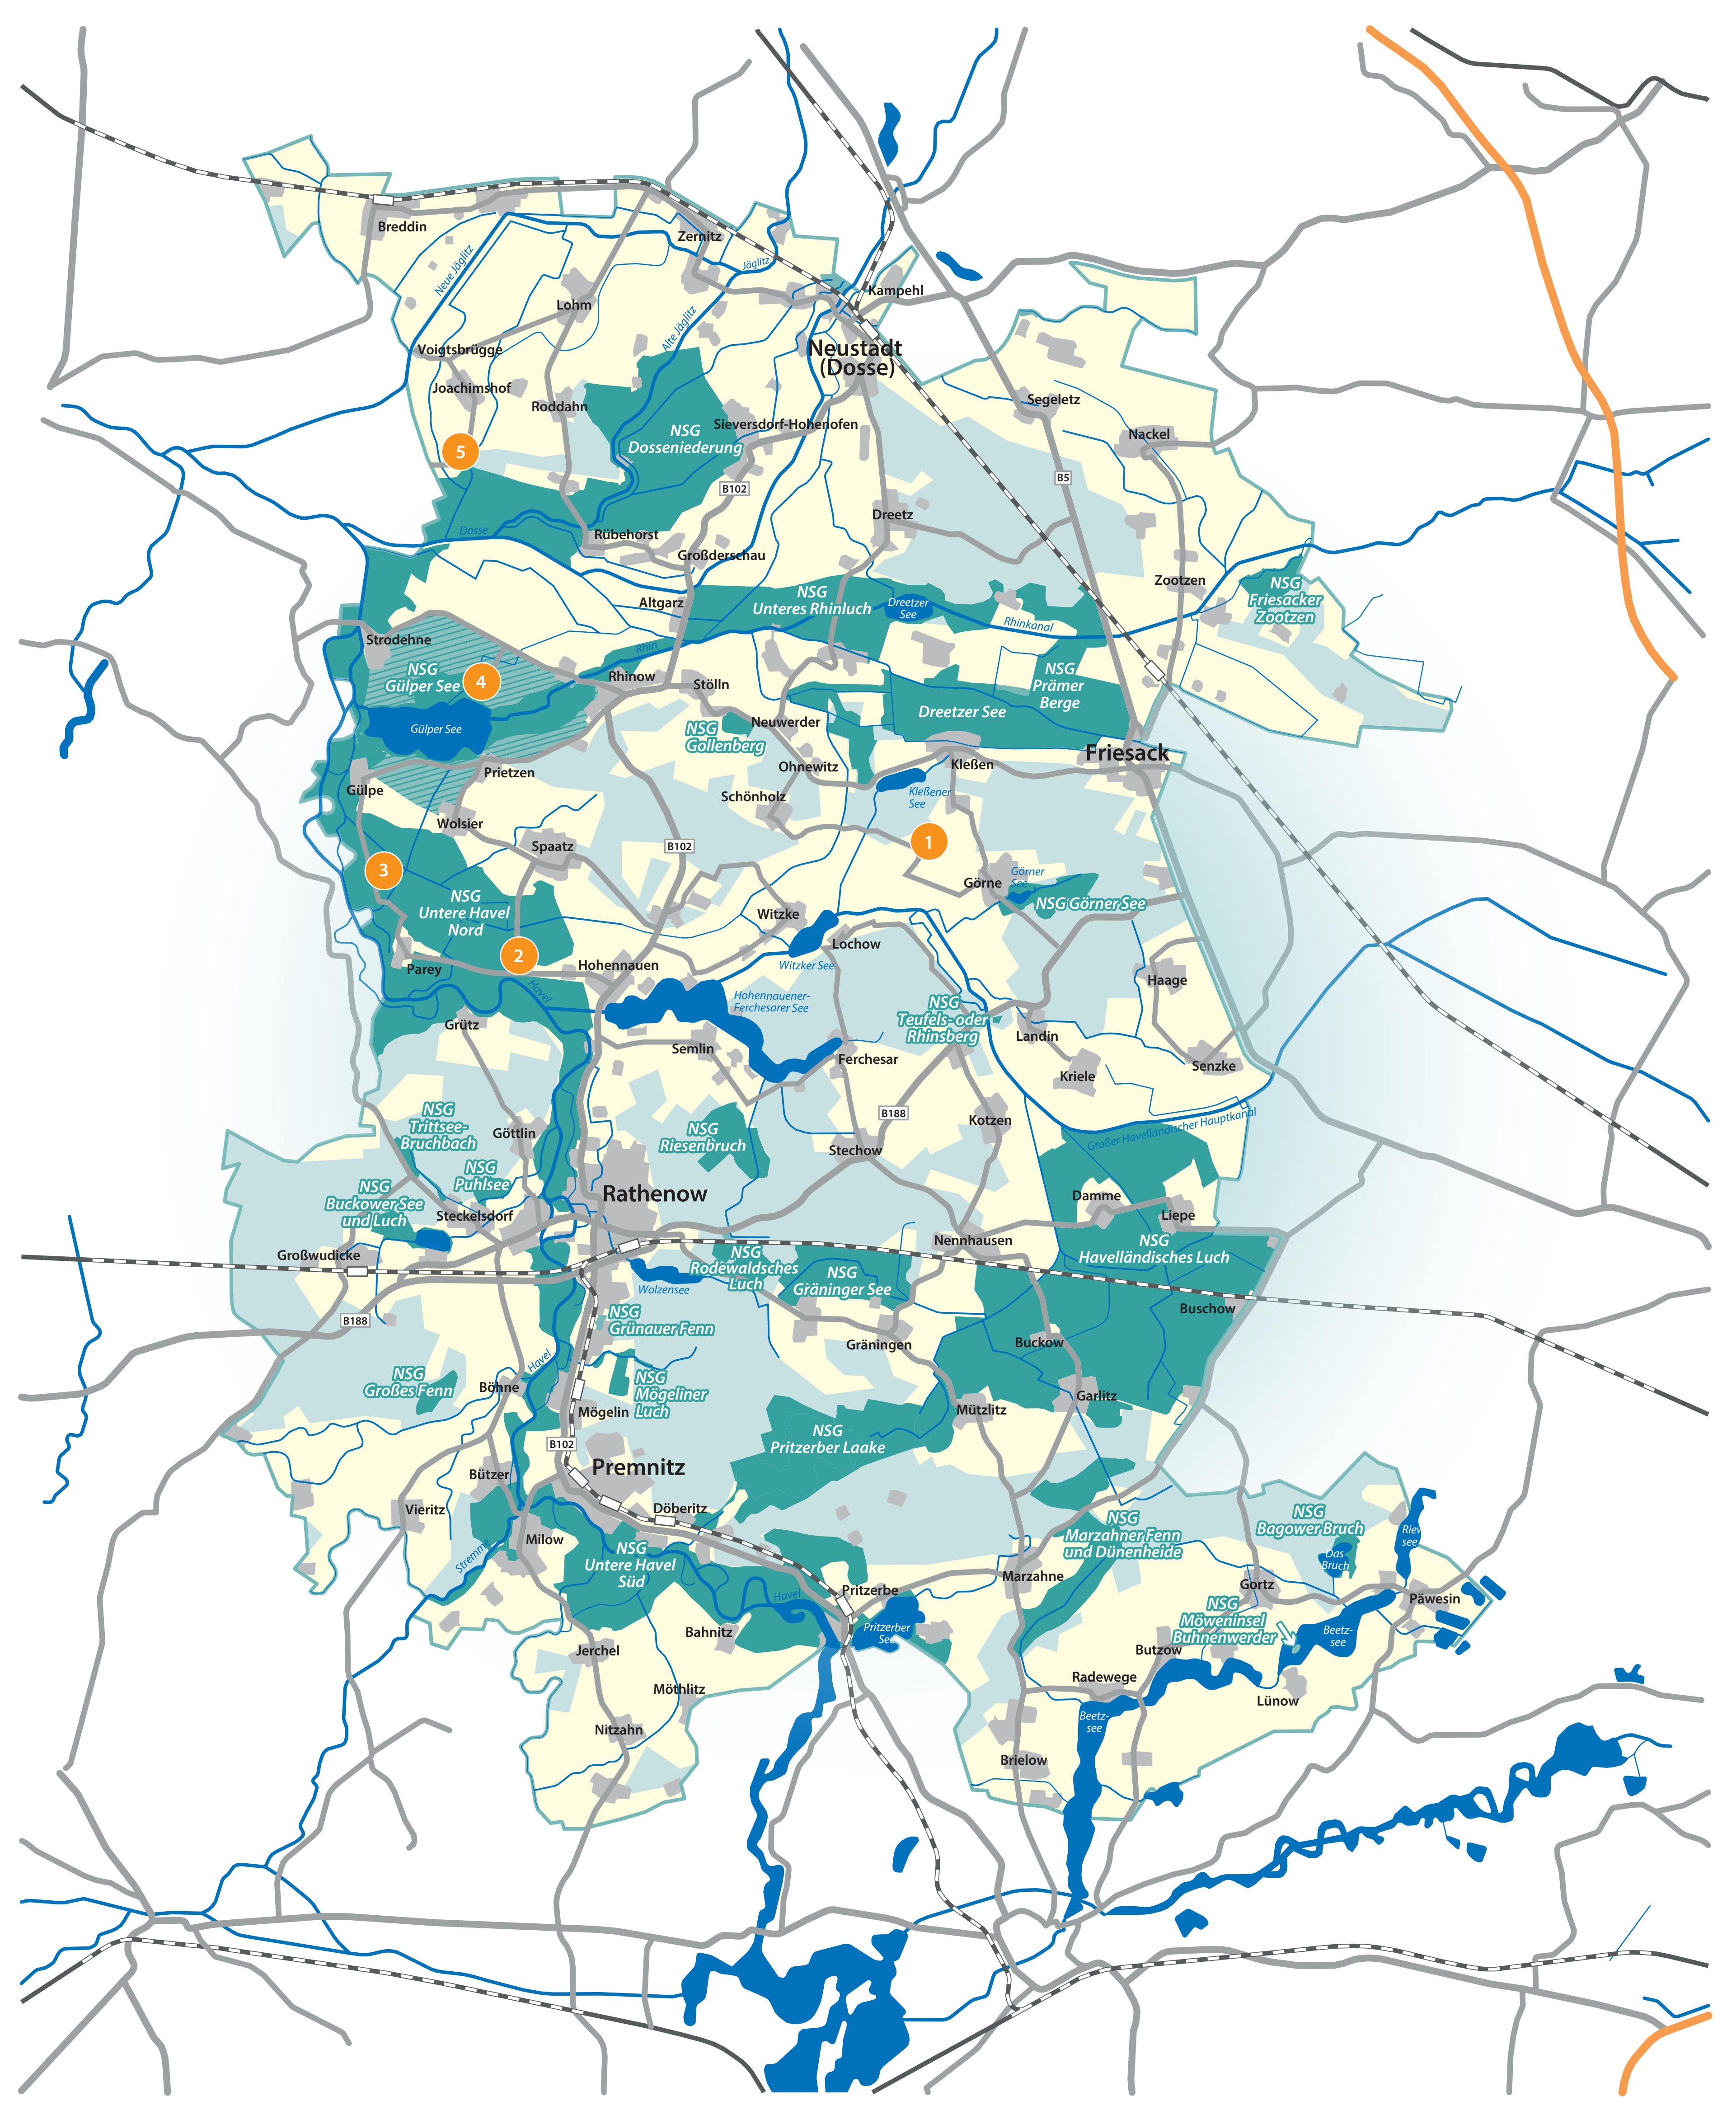 Breddin
Zernitz
Neue Jäglitz
Jäglitz
Kampehl
Lohm
Alte Jäglitz
Voigtsbrügge
Neustadt
(Dosse)
Joachimshof
Roddahn
Segeletz
Sieversdorf-Hohenofen
NSG
Dosseniederung
Nackel
5
B102
B5
Dreetz
Dosse
Rübehorst
Großderschau
Zootzen
NSG
Friesacker
Zootzen
Altgarz
NSG
Unteres Rhinluch
Dreetzer
See
Rhinkanal
Strodehne
Rhin
NSG
Gülper See
4
Rhinow
Stölln
NSG
Prämer
Berge
Dreetzer See
Gülper See
NSG
Gollenberg
Neuwerder
Friesack
Prietzen
Ohnewitz
Kleßen
Gülpe
Schönholz
Kleßener
See
Wolsier
Spaatz
B102
1
3
Görne
Görner
See
NSG Görner See
NSG
Untere Havel
Nord
Witzke
Lochow
2
Parey
Hohennauen
Witzker See
Haage
Havel
Hohennauener-
Ferchesarer See
NSG
Teufels- oder
Rhinsberg
Grütz
Landin
Semlin
Ferchesar
Senzke
Kriele
B188
NSG
Trittsee-
Bruchbach
Göttlin
NSG
Riesenbruch
Kotzen
Großer Havelländischer Hauptkanal
Stechow
NSG
Puhlsee
NSG
Buckower See
und Luch
Rathenow
Damme
Liepe
Steckelsdorf
Großwudicke
Nennhausen
NSG
Havelländisches Luch
NSG
Rodewaldsches
Luch
NSG
Gräninger See
Wolzensee
B188
NSG
Grünauer Fenn
Buschow
Gräningen
Buckow
Havel
NSG
Großes Fenn
Böhne
NSG
Mögeliner
Luch
Mögelin
Garlitz
Mützlitz
B102
NSG
Pritzerber Laake
Bützer
Premnitz
Vieritz
Döberitz
Milow
Stremme
NSG
Untere Havel
Süd
NSG
Marzahner Fenn
und Dünenheide
NSG
Bagower Bruch
Riev
see
Das
Bruch
Marzahne
Gortz
Päwesin
Pritzerbe
Havel
Pritzerber
See
NSG
Möweninsel
Buhnenwerder
Beetz-
see
Bahnitz
Jerchel
Butzow
Radewege
Lünow
Möthlitz
Beetz-
see
Nitzahn
Brielow